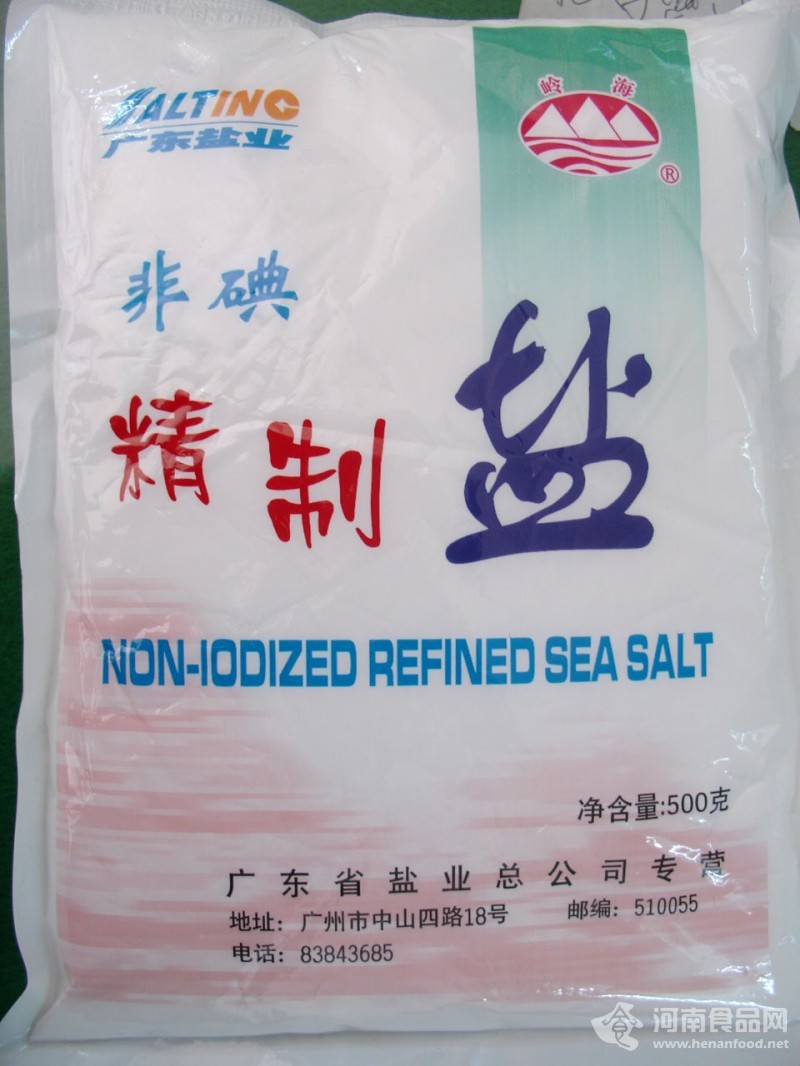 SALTING
广东盐业
岭海
®
非碘
精制盐
NON-IODIZED REFINED SEA SALT
净含量:500克
广东省盐业总公司专营
地址：广州市中山四路18号 邮编：510055
电话：83843685
河南食品网
www.henanfood.net